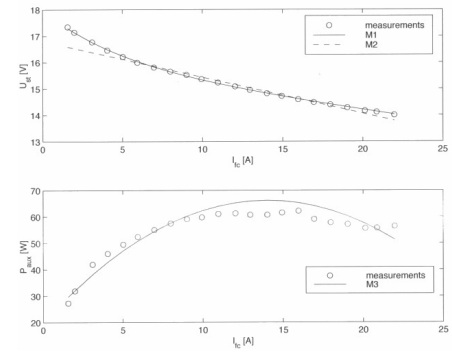 18
17
16
15
14
13
U_st [V]
measurements
M1
M2
0 5 10 15 20 25
I_fc [A]
70
60
50
40
30
20
P_aux [W]
measurements
M3
0 5 10 15 20 25
I_fc [A]